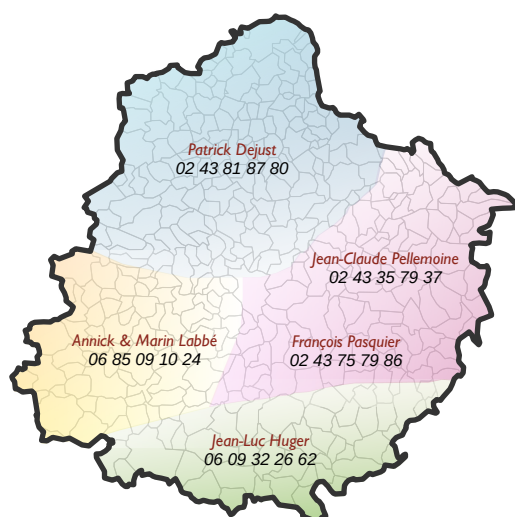 Patrick Dejust
02 43 81 87 80
Jean-Claude Pellemoine
02 43 35 79 37
Annick & Marin Labbé
06 85 09 10 24
François Pasquier
02 43 75 79 86
Jean-Luc Huger
06 09 32 26 62